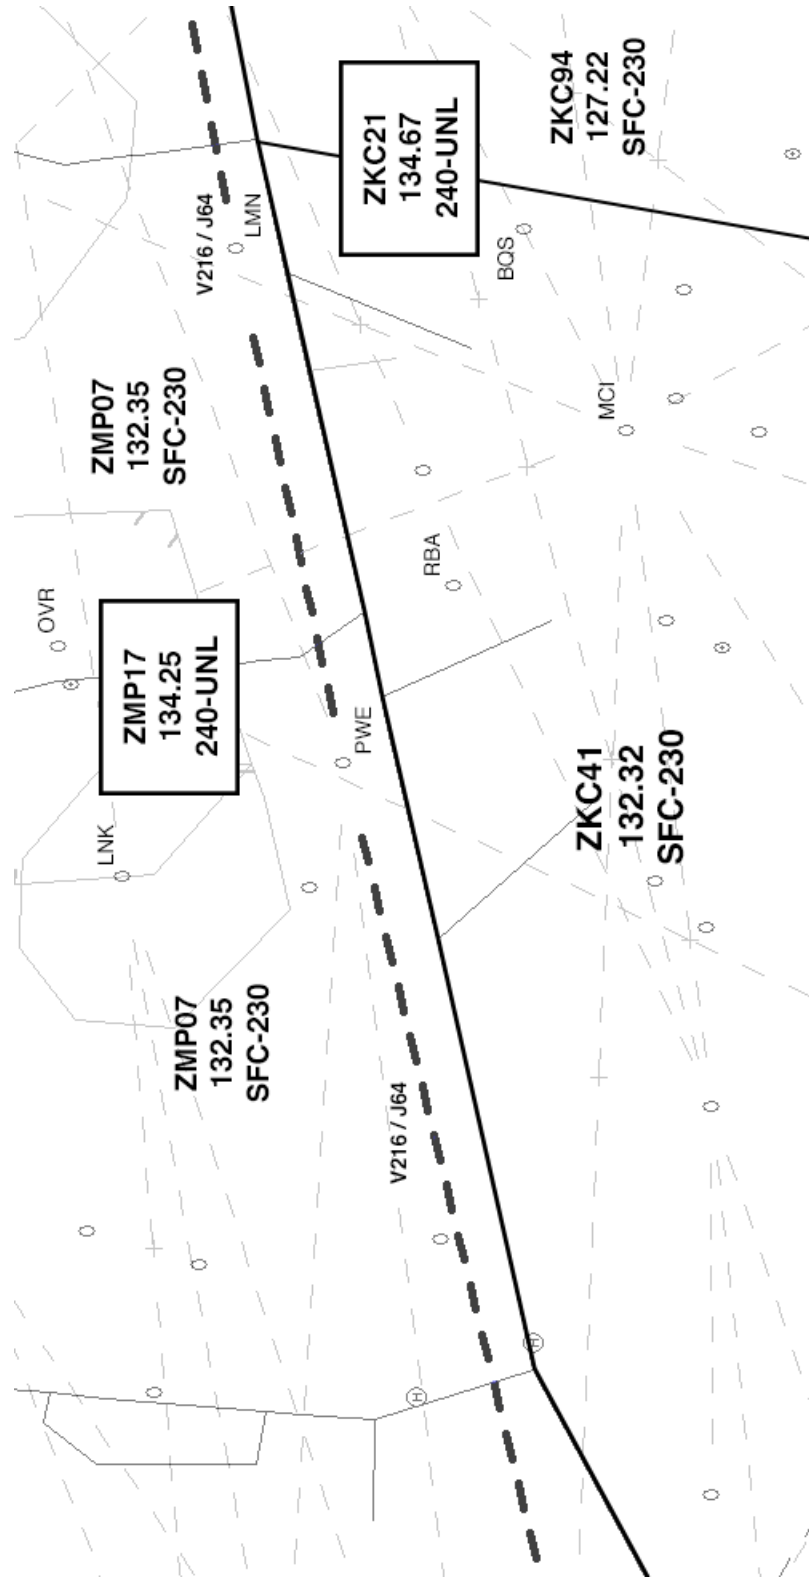 ZKC94
127.22
SFC-230
ZKC21
134.67
240-UNL
V216 / J64
LMN
BQS
MCI
ZMP07
132.35
SFC-230
RBA
OVR
ZMP17
134.25
240-UNL
PWE
LNK
ZKC41
132.32
SFC-230
ZMP07
132.35
SFC-230
V216 / J64
H
H